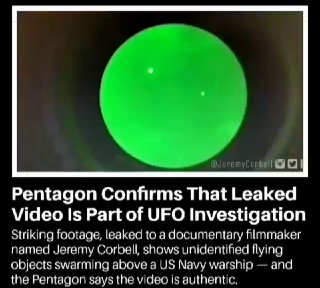 @JeremyCorbell
Pentagon Confirms That Leaked
Video Is Part of UFO Investigation
Striking footage, leaked to a documentary filmmaker
named Jeremy Corbell, shows unidentified flying
objects swarming above a US Navy warship — and
the Pentagon says the video is authentic.